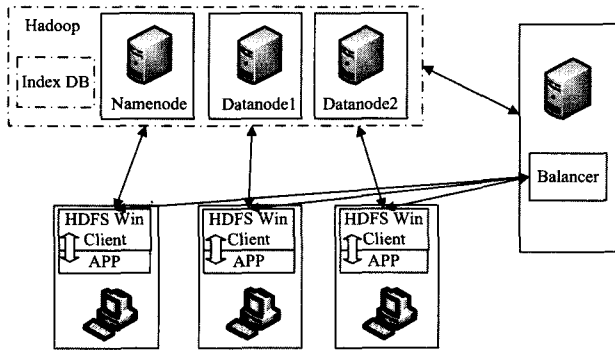 Hadoop
Index DB
Namenode
Datanode1
Datanode2
Balancer
HDFS Win
Client
APP
HDFS Win
Client
APP
HDFS Win
Client
APP